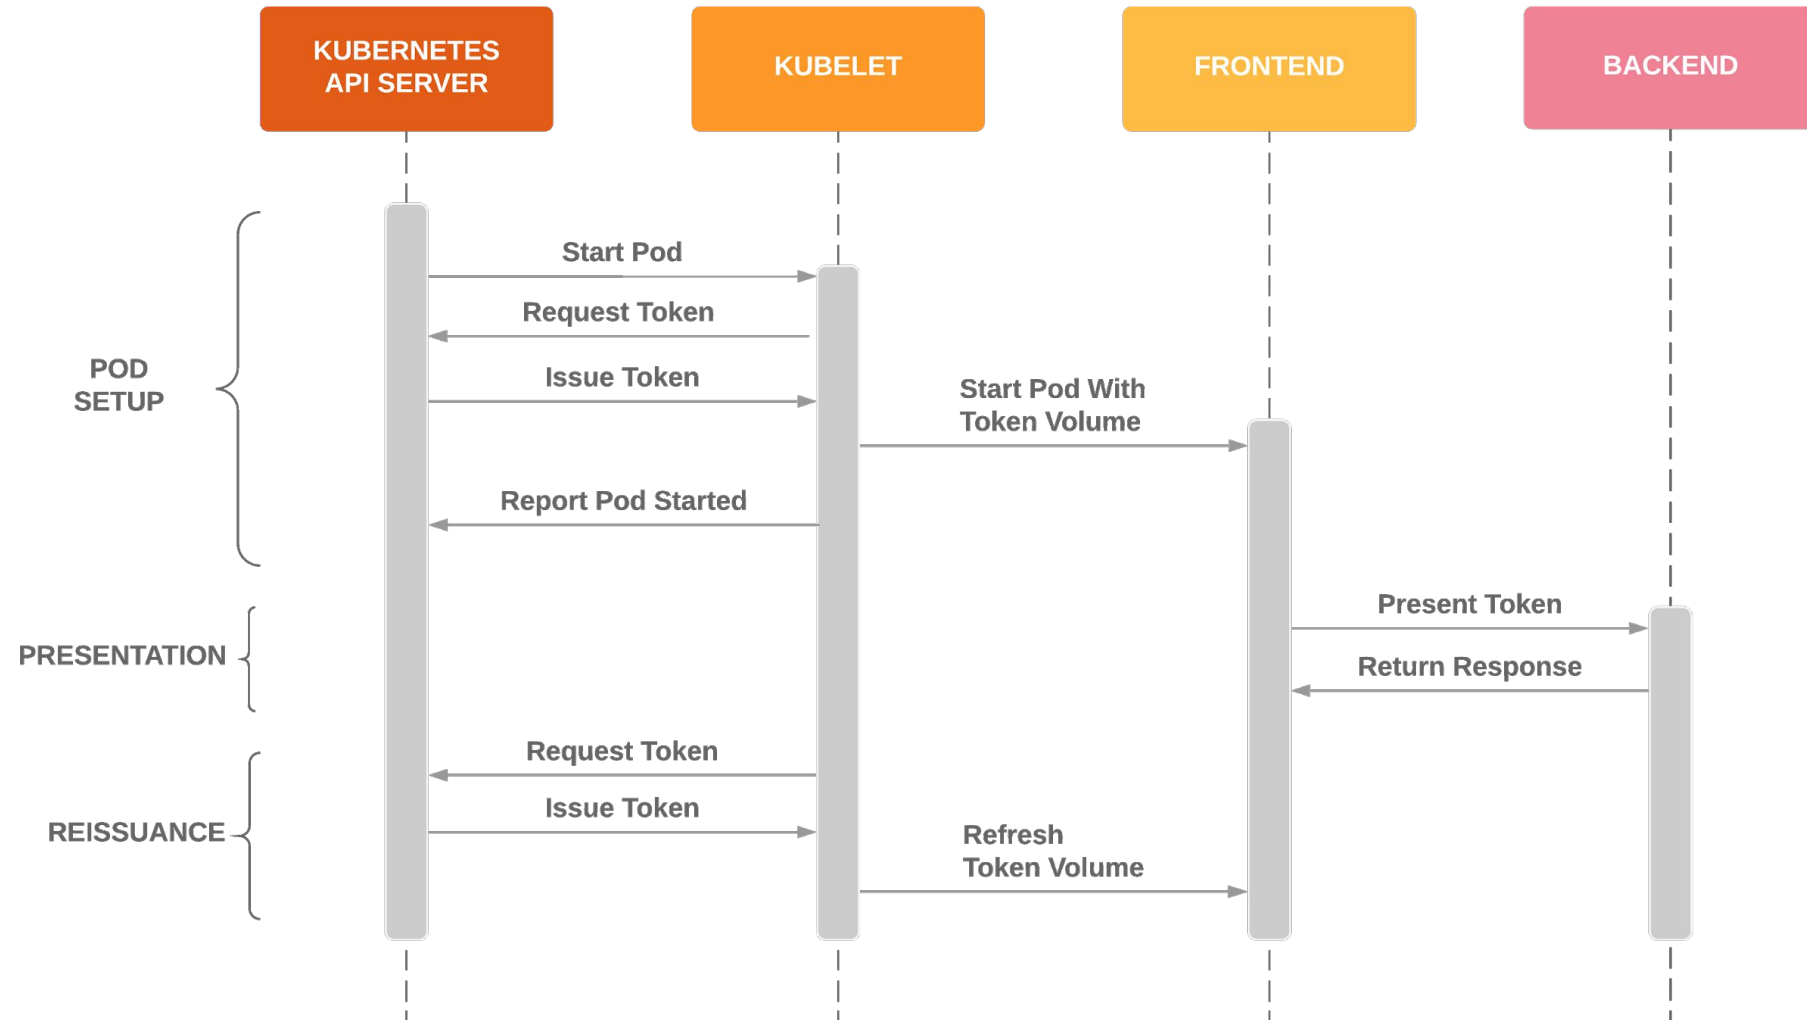 KUBERNETES
API SERVER
KUBELET
FRONTEND
BACKEND
POD
SETUP
Start Pod
Request Token
Issue Token
Start Pod With
Token Volume
Report Pod Started
PRESENTATION
Present Token
Return Response
REISSUANCE
Request Token
Issue Token
Refresh
Token Volume